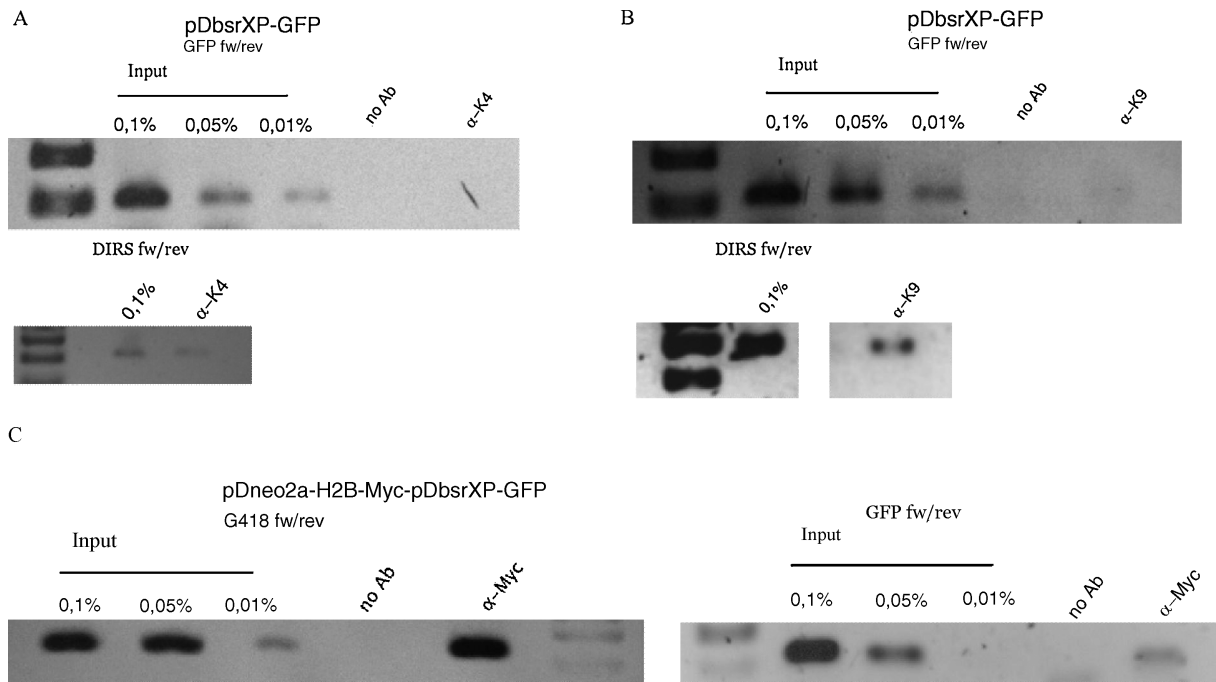 A
pDbsrXP-GFP
GFP fw/rev
Input
0,1% 0,05% 0,01% no Ab α–K4
DIRS fw/rev
0,1% α–K4
B
pDbsrXP-GFP
GFP fw/rev
Input
0,1% 0,05% 0,01% no Ab α–K9
DIRS fw/rev
0,1% α–K9
C
pDneo2a-H2B-Myc-pDbsrXP-GFP
G418 fw/rev
Input
0,1% 0,05% 0,01% no Ab α–Myc
GFP fw/rev
Input
0,1% 0,05% 0,01% no Ab α–Myc